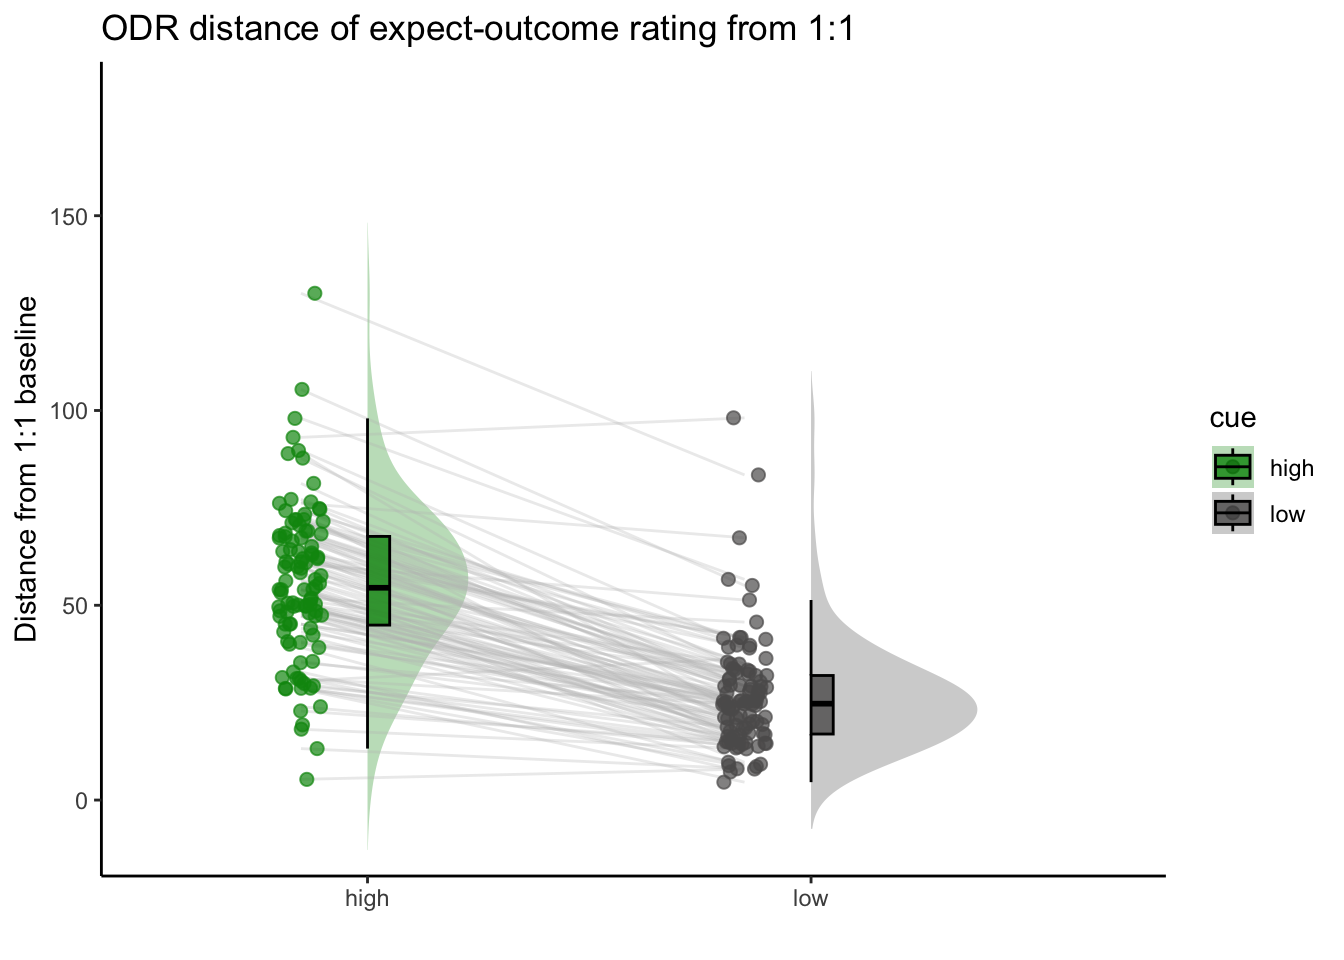 ODR distance of expect-outcome rating from 1:1
Distance from 1:1 baseline
150
100
50
0
high
low
cue
high
low